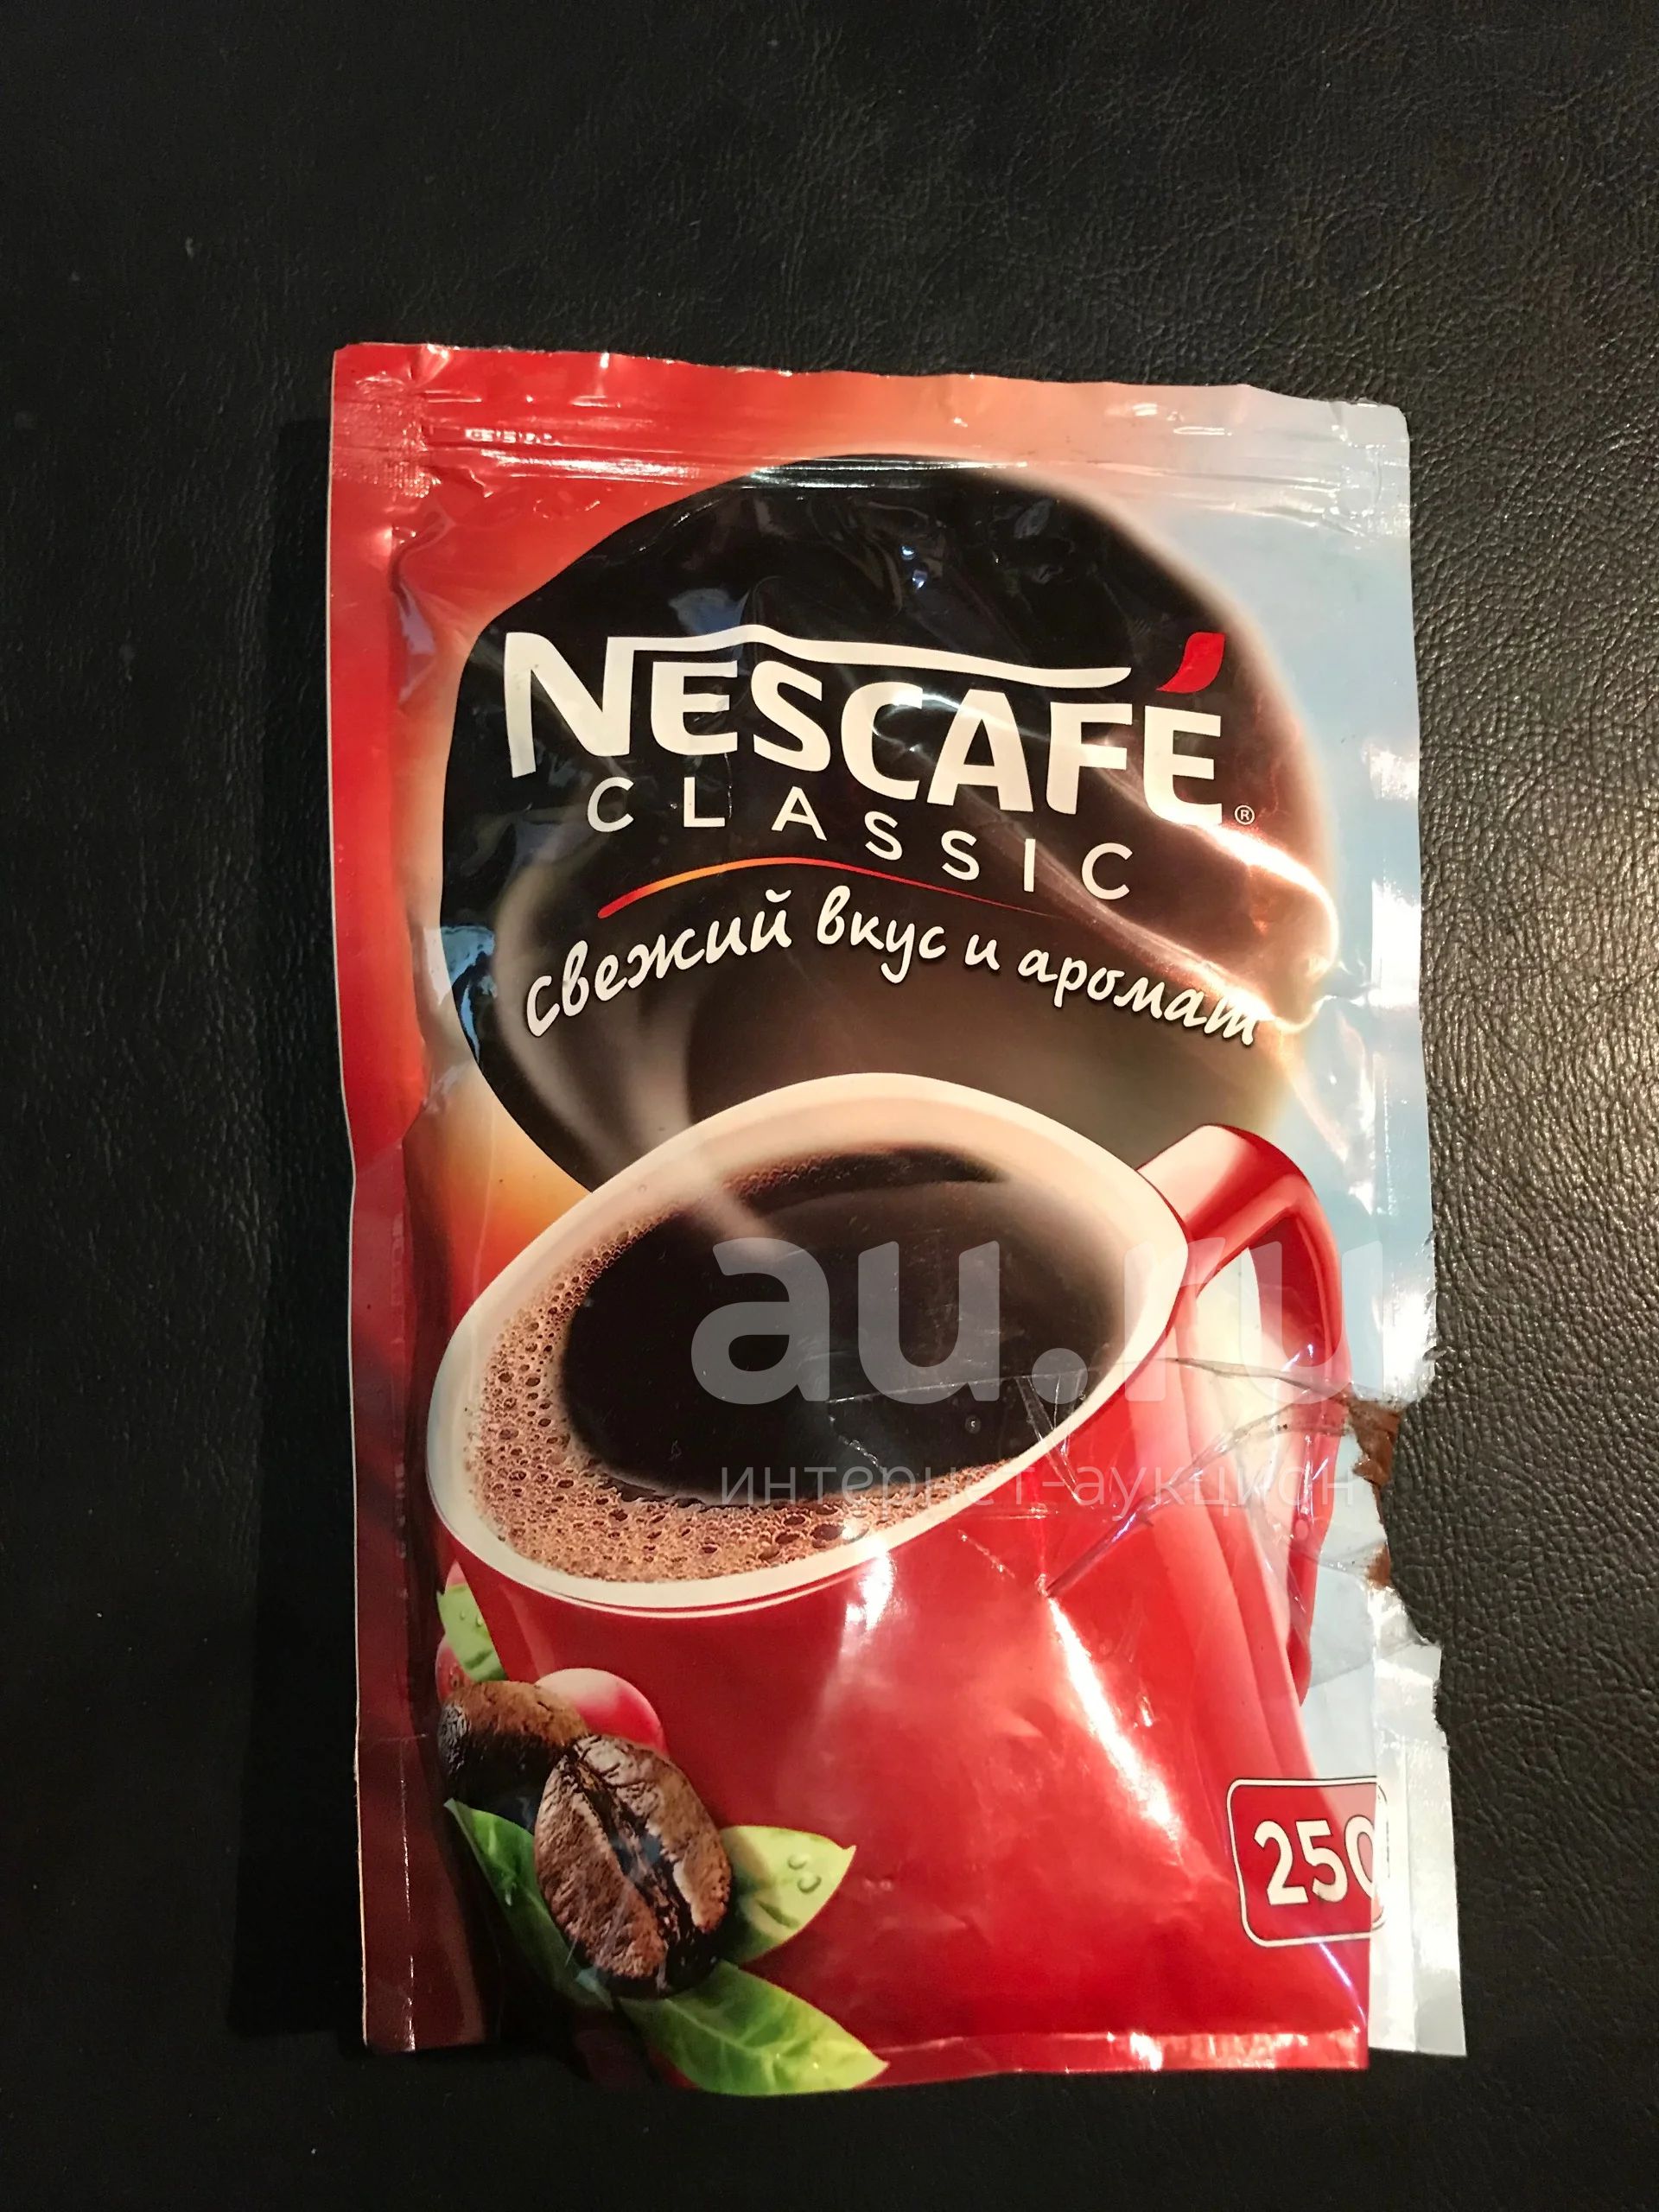 NESCAFÉ®
CLASSIC
свежий вкус и аромат
au.ru
интернет-аукцион
250